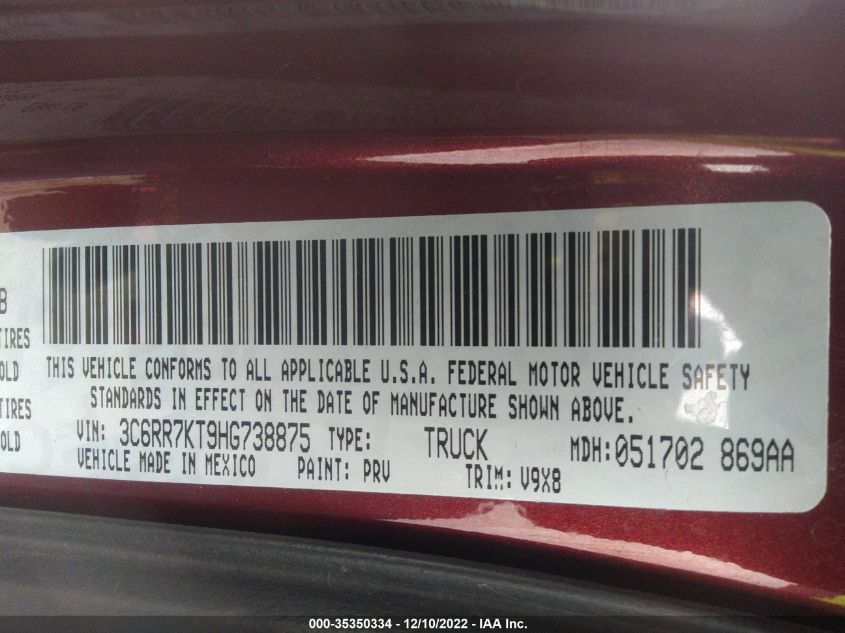 B
TIRES
OLD
TIRES
OLD
THIS VEHICLE CONFORMS TO ALL APPLICABLE U.S.A. FEDERAL MOTOR VEHICLE SAFETY
STANDARDS IN EFFECT ON THE DATE OF MANUFACTURE SHOWN ABOVE.
VIN: 3C6RR7KT9HG738875 TYPE: TRUCK MDH:051702 869AA
VEHICLE MADE IN MEXICO PAINT: PRV TRIM: V9X8
000-35350334 - 12/10/2022 - IAA Inc.